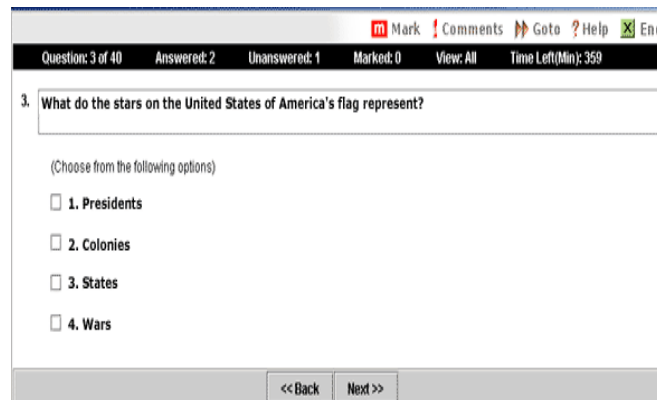 m Mark ! Comments Goto ? Help X En
Question: 3 of 40 Answered: 2 Unanswered: 1 Marked: 0 View: All Time Left(Min): 359
3. What do the stars on the United States of America's flag represent?
(Choose from the following options)
1. Presidents
2. Colonies
3. States
4. Wars
<< Back Next >>